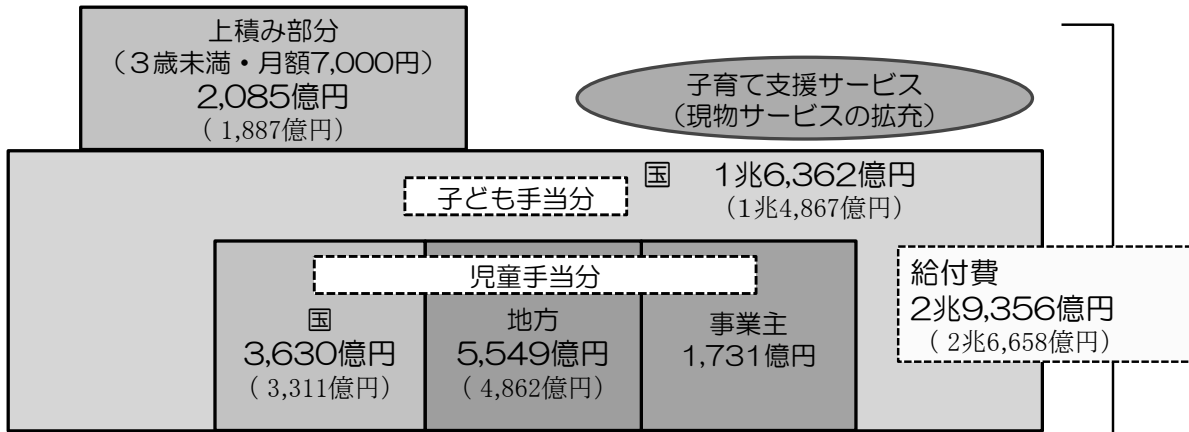 上積み部分
（３歳未満・月額7,000円）
2,085億円
（ 1,887億円）
子育て支援サービス
（現物サービスの拡充）
国　1兆6,362億円
（1兆4,867億円）
子ども手当分
児童手当分
国
3,630億円
（ 3,311億円）
地方
5,549億円
（ 4,862億円）
事業主
1,731億円
給付費
2兆9,356億円
（ 2兆6,658億円）